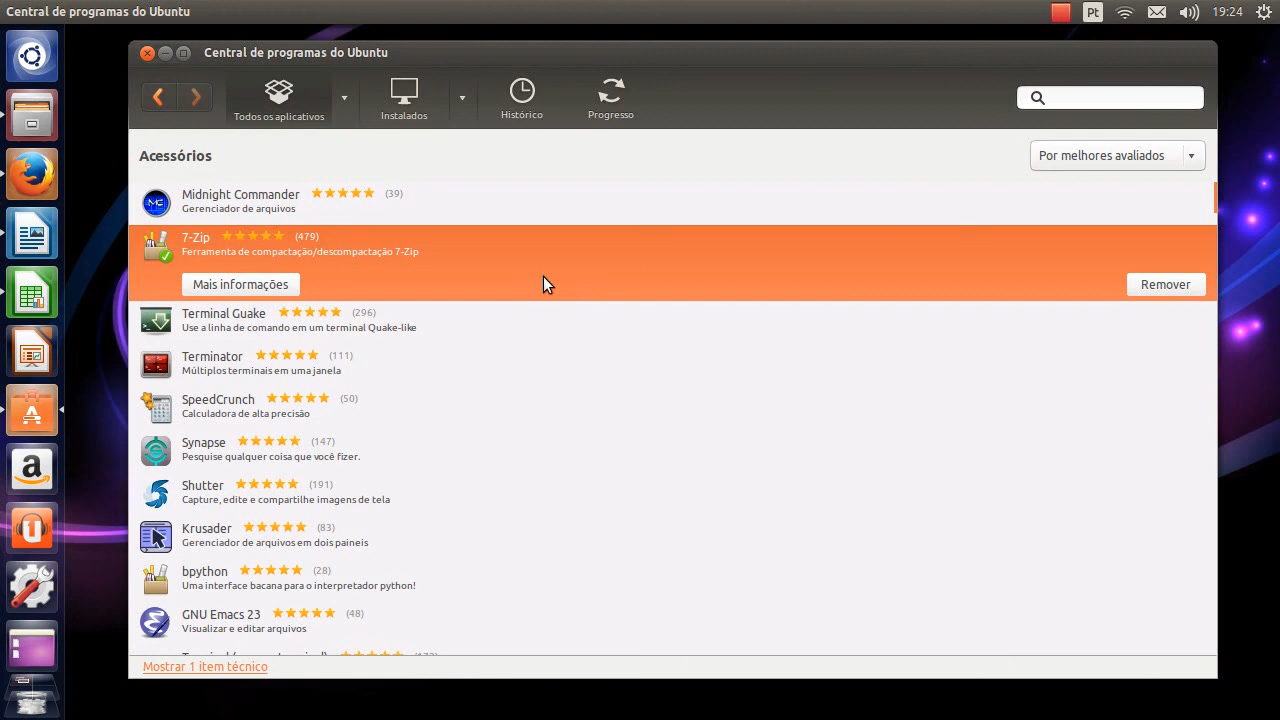 Central de programas do Ubuntu
Pt
19:24
Central de programas do Ubuntu
Todos os aplicativos
Instalados
Histórico
Progresso
Acessórios
Por melhores avaliados
Midnight Commander (39)
Gerenciador de arquivos
7-Zip (479)
Ferramenta de compactação/descompactação 7-Zip
Mais informações
Remover
Terminal Guake (296)
Use a linha de comando em um terminal Quake-like
Terminator (111)
Múltiplos terminais em uma janela
SpeedCrunch (50)
Calculadora de alta precisão
Synapse (147)
Pesquise qualquer coisa que você fizer.
Shutter (191)
Capture, edite e compartilhe imagens de tela
Krusader (83)
Gerenciador de arquivos em dois paineis
bpython (28)
Uma interface bacana para o interpretador python!
GNU Emacs 23 (48)
Visualizar e editar arquivos
Mostrar 1 item técnico